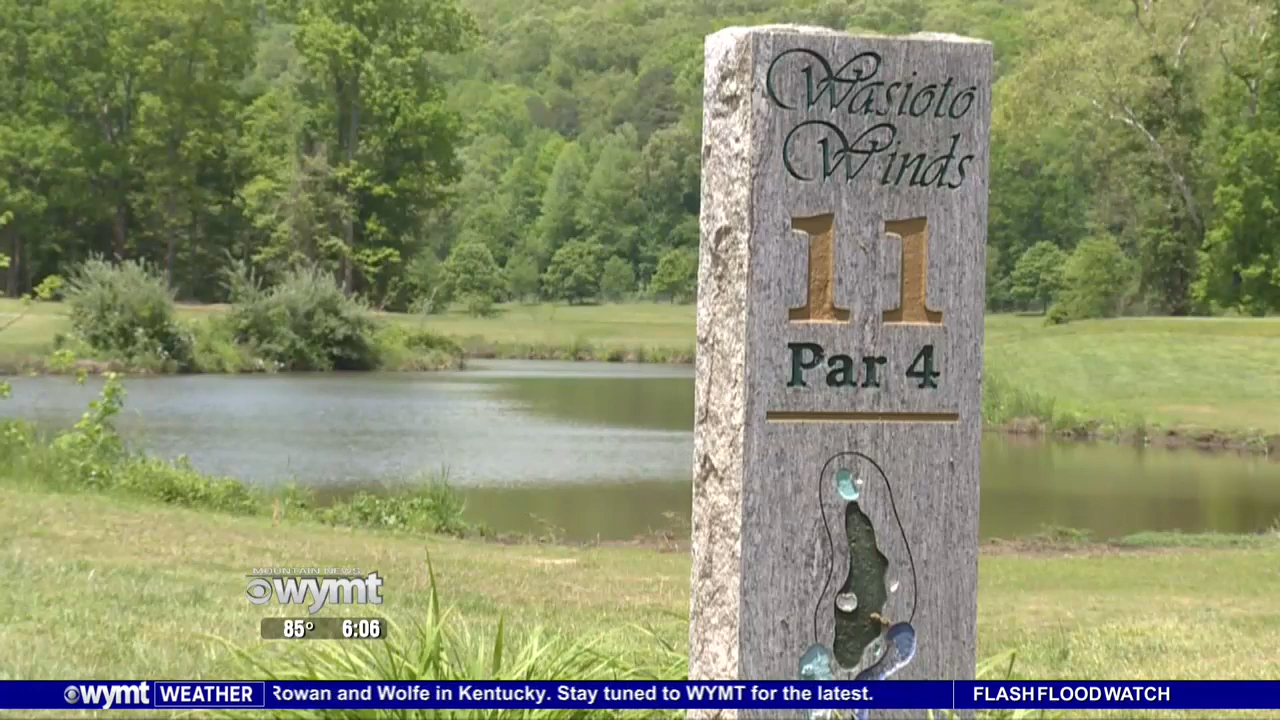 Wasioto
Winds
11
Par 4
MOUNTAIN NEWS
wymt
85° 6:06
wymt WEATHER Rowan and Wolfe in Kentucky. Stay tuned to WYMT for the latest. FLASH FLOOD WATCH